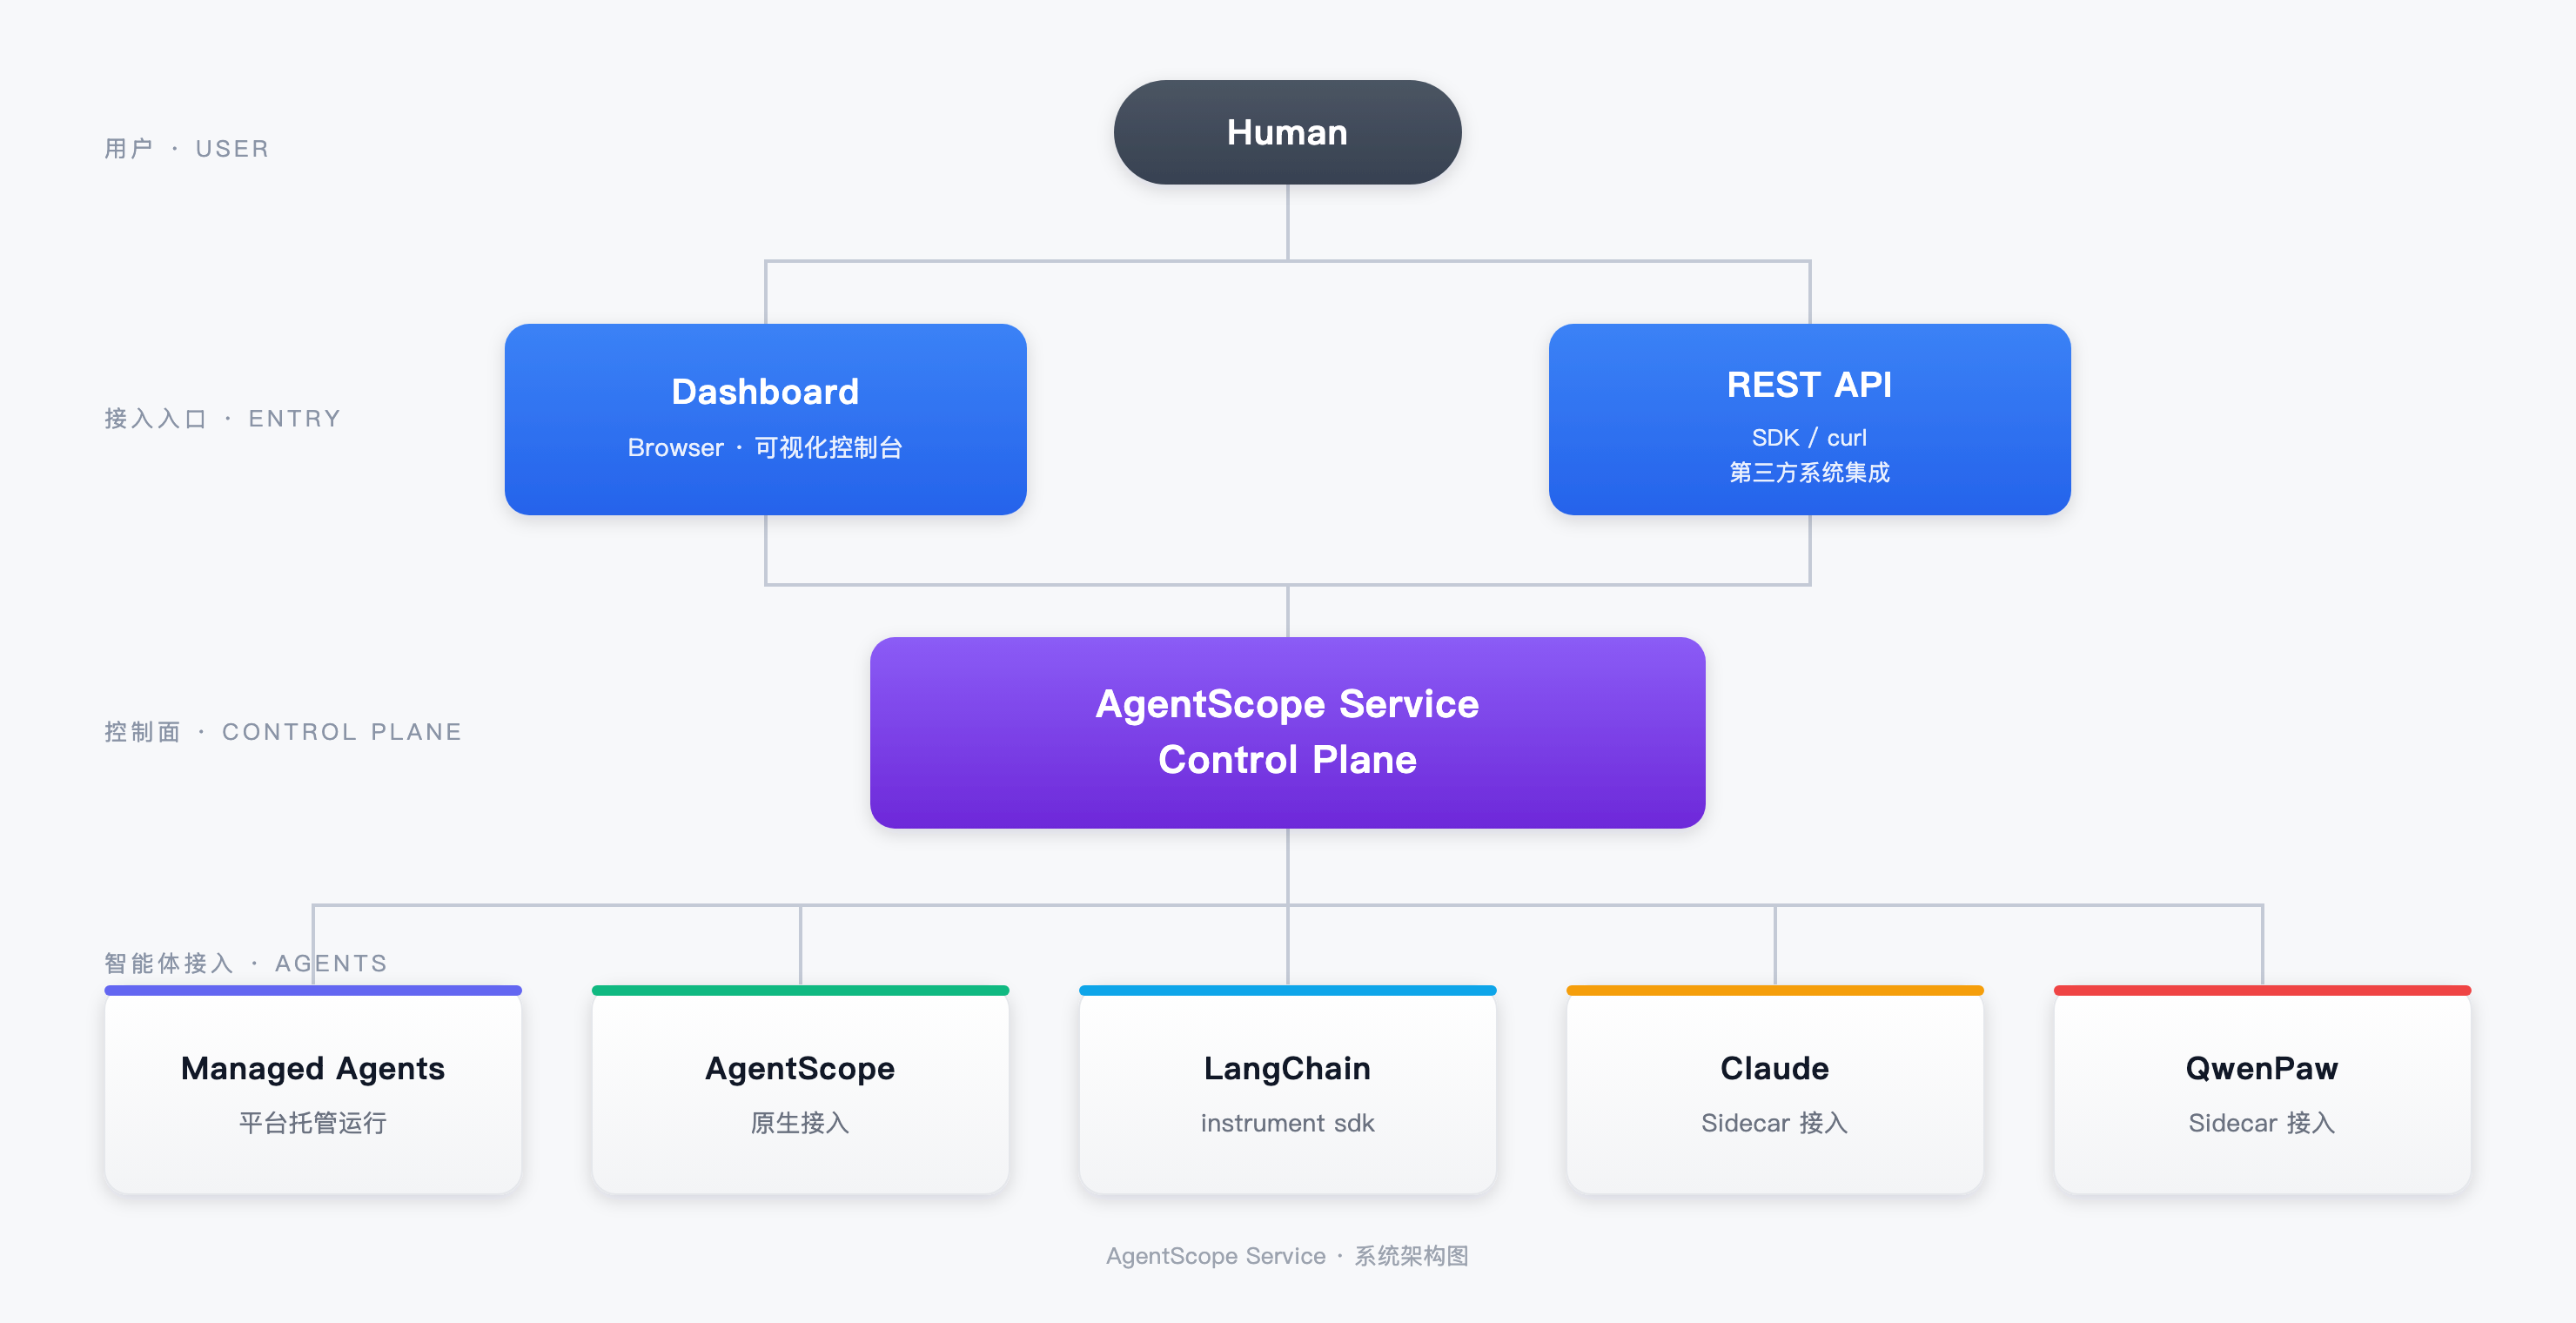 用户 · USER
Human
接入入口 · ENTRY
Dashboard
Browser · 可视化控制台
REST API
SDK / curl
第三方系统集成
控制面 · CONTROL PLANE
AgentScope Service
Control Plane
智能体接入 · AGENTS
Managed Agents
平台托管运行
AgentScope
原生接入
LangChain
instrument sdk
Claude
Sidecar 接入
QwenPaw
Sidecar 接入
AgentScope Service · 系统架构图